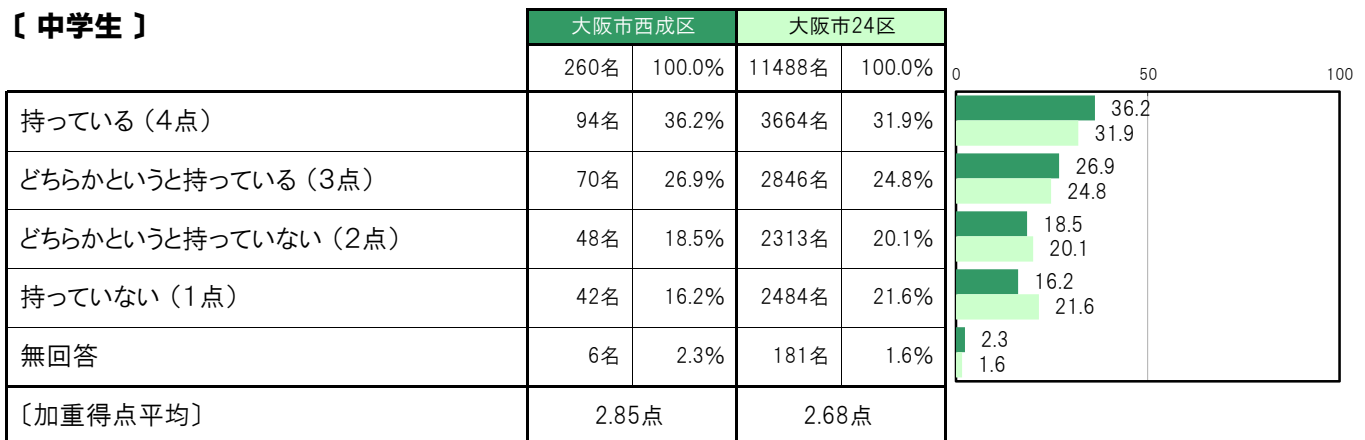 〔 中学生 〕
大阪市西成区 大阪市24区
260名 100.0% 11488名 100.0%
0 50 100
持っている（4点） 94名 36.2% 3664名 31.9%
36.2
31.9
どちらかというと持っている（3点） 70名 26.9% 2846名 24.8%
26.9
24.8
どちらかというと持っていない（2点） 48名 18.5% 2313名 20.1%
18.5
20.1
持っていない（1点） 42名 16.2% 2484名 21.6%
16.2
21.6
無回答 6名 2.3% 181名 1.6%
2.3
1.6
〔加重得点平均〕 2.85点 2.68点